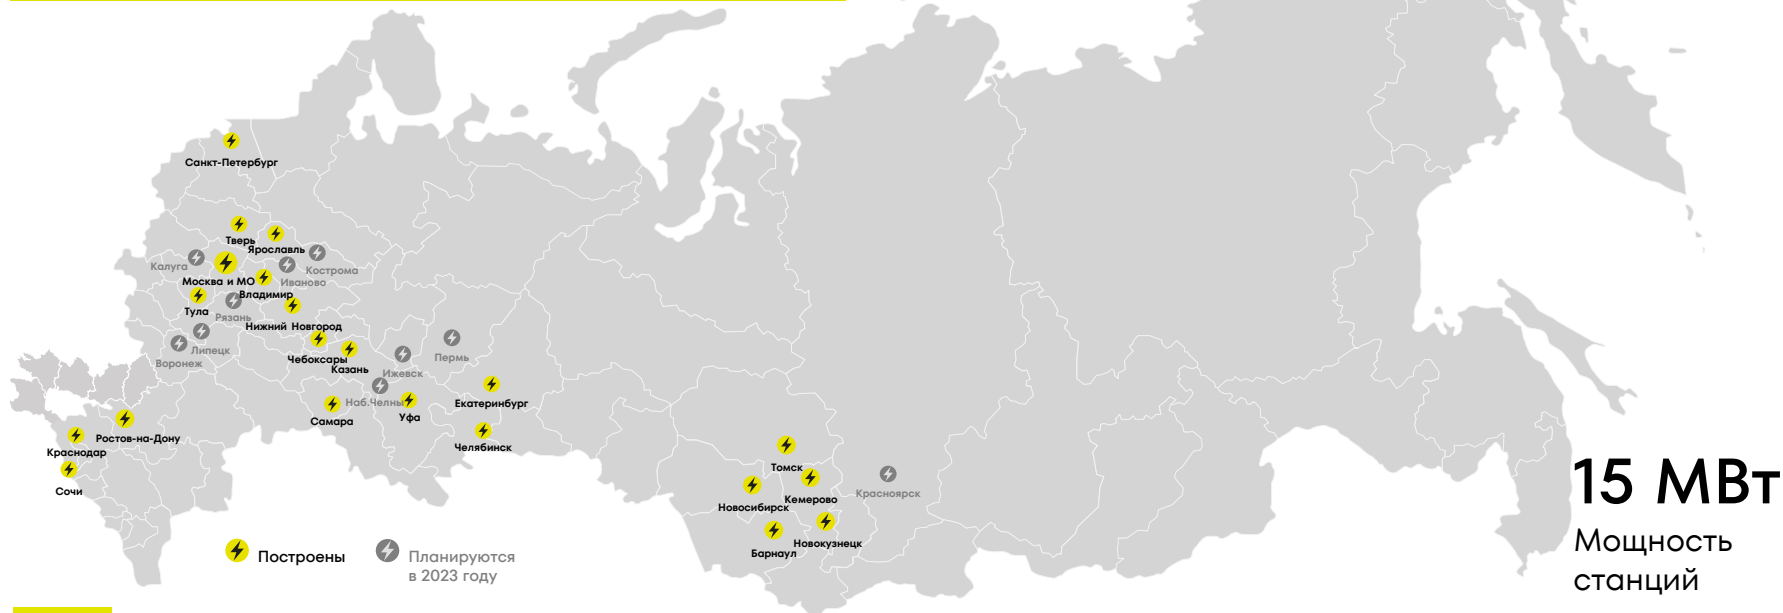 Санкт-Петербург
Тверь
Ярославль
Калуга
Кострома
Москва и МО
Иваново
Владимир
Тула
Рязань
Нижний Новгород
Липецк
Воронеж
Чебоксары
Казань
Пермь
Ижевск
Наб.Челны
Екатеринбург
Самара
Уфа
Ростов-на-Дону
Челябинск
Краснодар
Сочи
Томск
Красноярск
Кемерово
Новосибирск
Новокузнецк
Барнаул
Построены
Планируются
в 2023 году
15 МВт
Мощность
станций